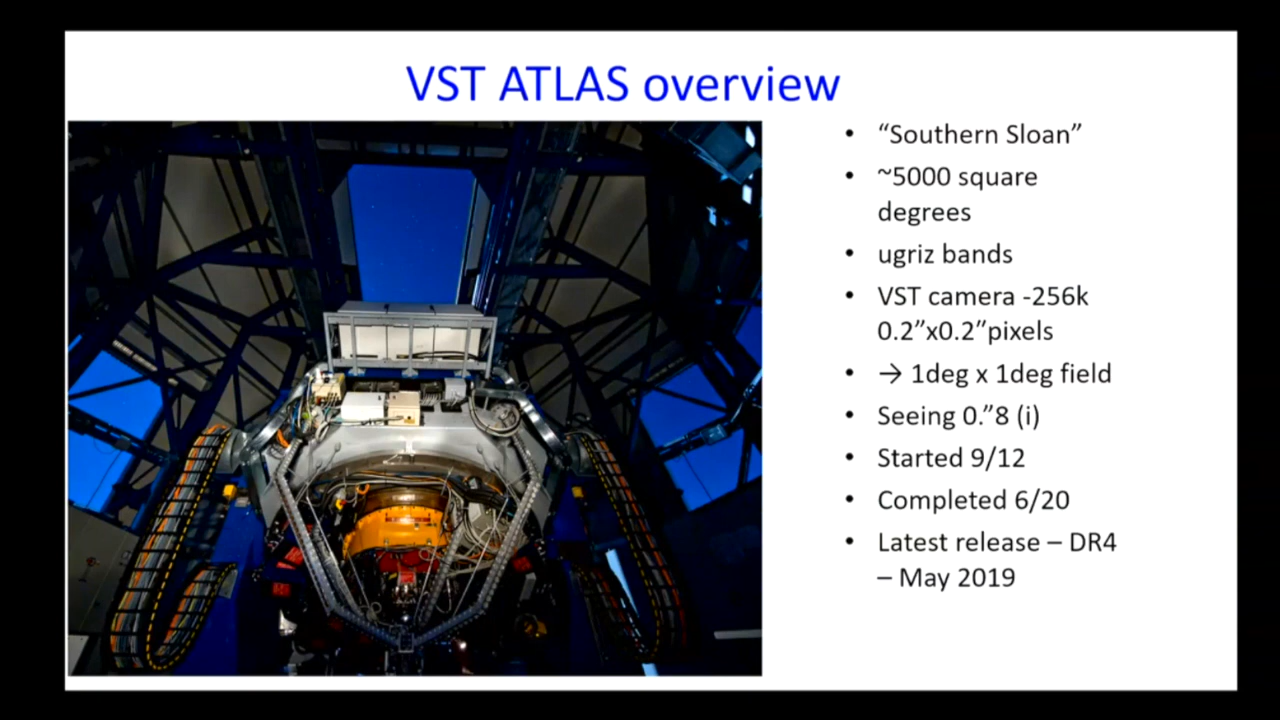 VST ATLAS overview
• “Southern Sloan”
• ~5000 square
degrees
• ugriz bands
• VST camera -256k
0.2”x0.2”pixels
• → 1deg x 1deg field
• Seeing 0.”8 (i)
• Started 9/12
• Completed 6/20
• Latest release – DR4
– May 2019